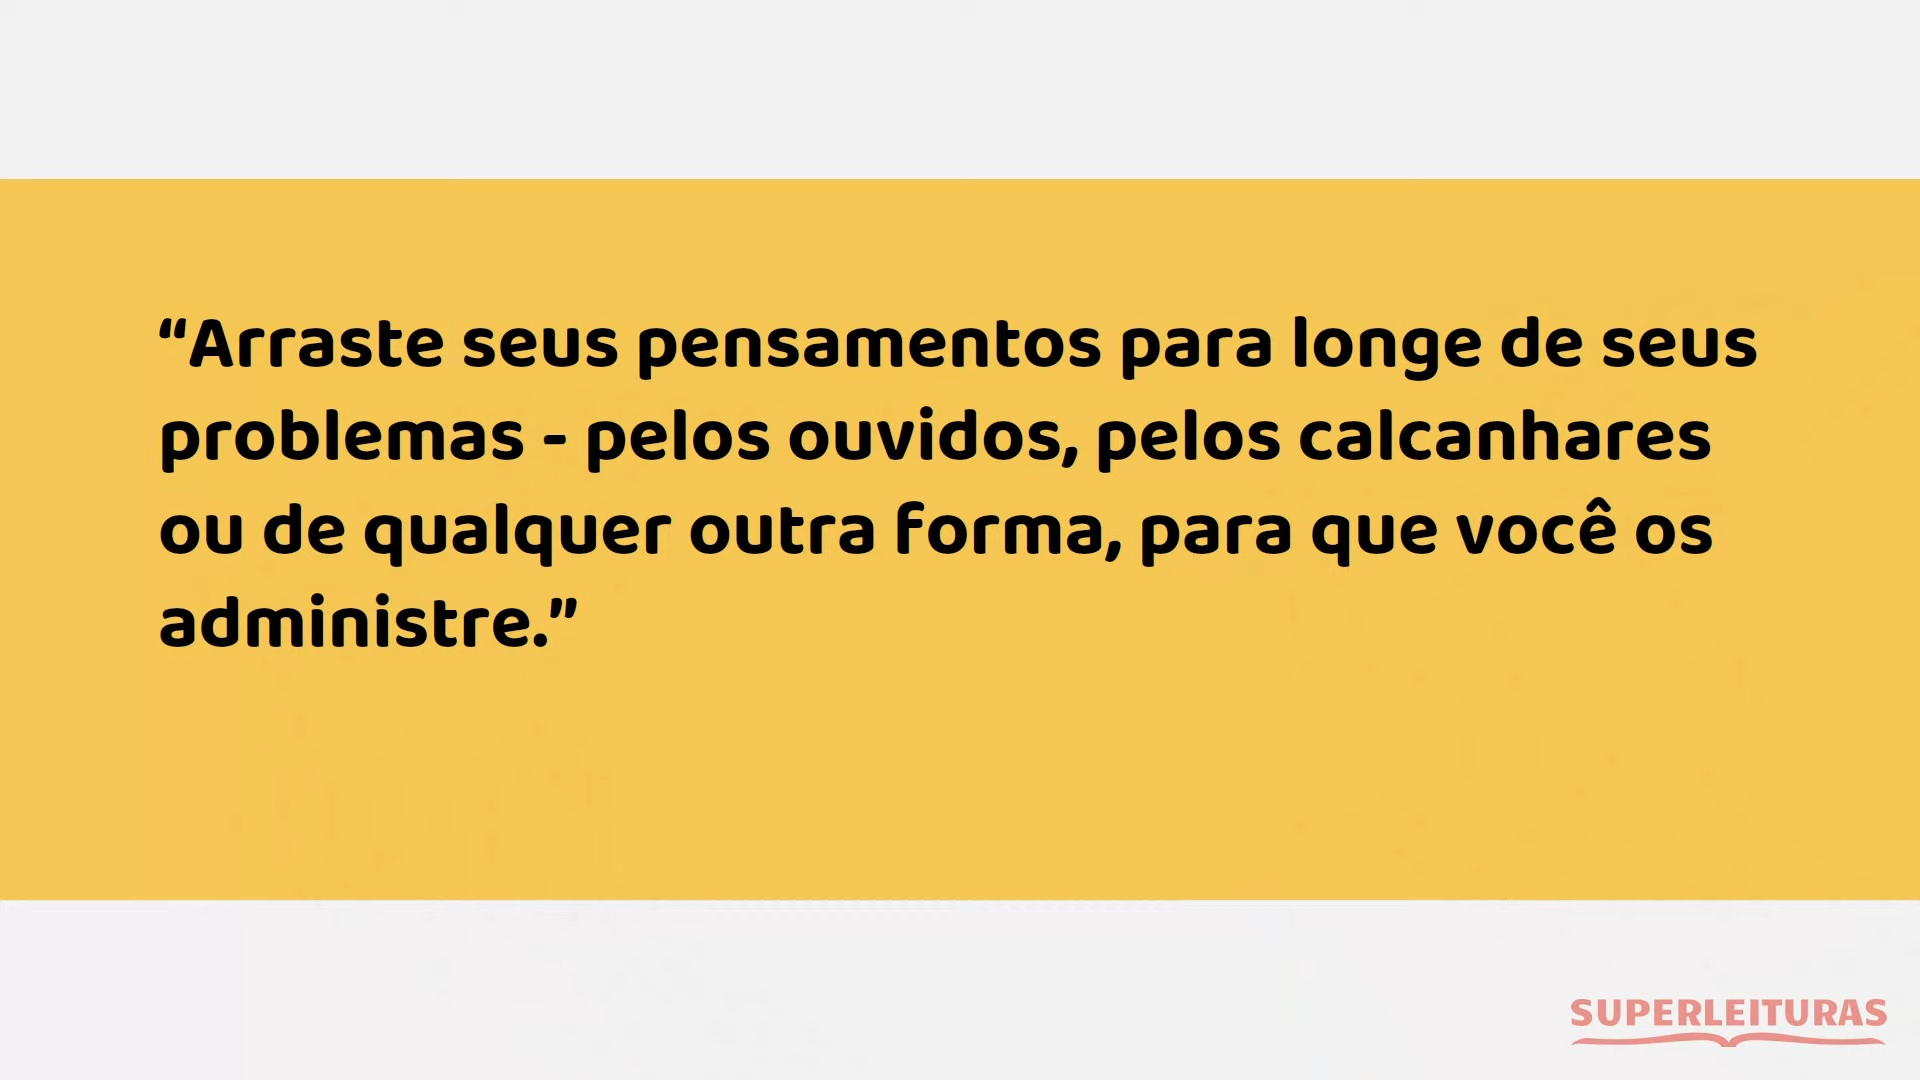 “Arraste seus pensamentos para longe de seus
problemas - pelos ouvidos, pelos calcanhares
ou de qualquer outra forma, para que você os
administre.”
SUPERLEITURAS